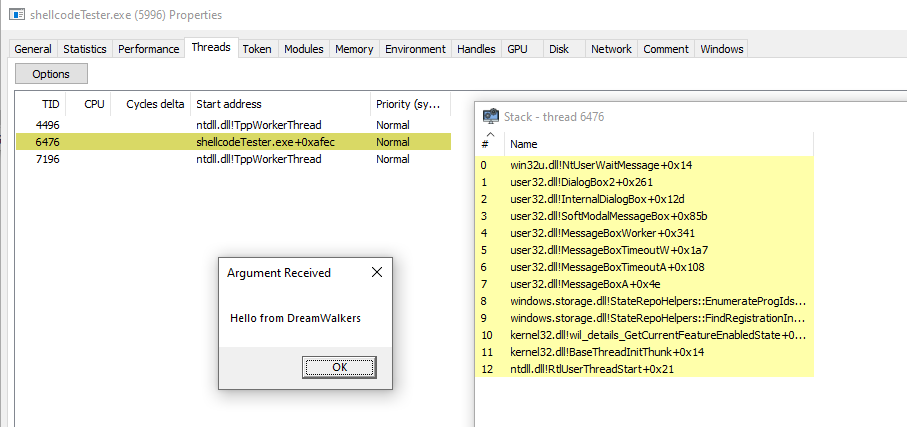 shellcodeTester.exe (5996) Properties
General Statistics Performance Threads Token Modules Memory Environment Handles GPU Disk Network Comment Windows
Options
TID CPU Cycles delta Start address Priority (sy...
4496 ntdll.dll!TppWorkerThread Normal
6476 shellcodeTester.exe+0xafec Normal
7196 ntdll.dll!TppWorkerThread Normal
Argument Received
Hello from DreamWalkers
OK
Stack - thread 6476
# Name
0 win32u.dll!NtUserWaitMessage+0x14
1 user32.dll!DialogBox2+0x261
2 user32.dll!InternalDialogBox+0x12d
3 user32.dll!SoftModalMessageBox+0x85b
4 user32.dll!MessageBoxWorker+0x341
5 user32.dll!MessageBoxTimeoutW+0x1a7
6 user32.dll!MessageBoxTimeoutA+0x108
7 user32.dll!MessageBoxA+0x4e
8 windows.storage.dll!StateRepoHelpers::EnumerateProgIds...
9 windows.storage.dll!StateRepoHelpers::FindRegistrationIn...
10 kernel32.dll!wil_details_GetCurrentFeatureEnabledState+0...
11 kernel32.dll!BaseThreadInitThunk+0x14
12 ntdll.dll!RtlUserThreadStart+0x21